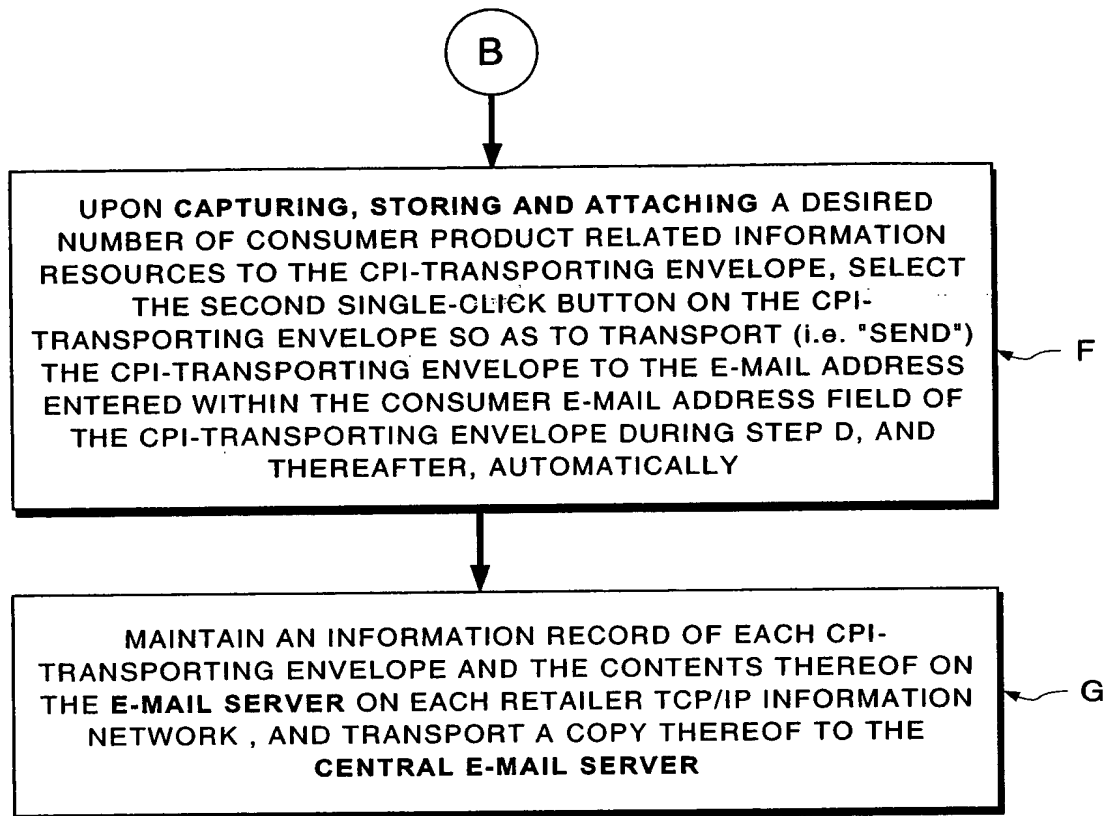 B
UPON CAPTURING, STORING AND ATTACHING A DESIRED
NUMBER OF CONSUMER PRODUCT RELATED INFORMATION
RESOURCES TO THE CPI-TRANSPORTING ENVELOPE, SELECT
THE SECOND SINGLE-CLICK BUTTON ON THE CPI-
TRANSPORTING ENVELOPE SO AS TO TRANSPORT (i.e. "SEND")
THE CPI-TRANSPORTING ENVELOPE TO THE E-MAIL ADDRESS
ENTERED WITHIN THE CONSUMER E-MAIL ADDRESS FIELD OF
THE CPI-TRANSPORTING ENVELOPE DURING STEP D, AND
THEREAFTER, AUTOMATICALLY
F
MAINTAIN AN INFORMATION RECORD OF EACH CPI-
TRANSPORTING ENVELOPE AND THE CONTENTS THEREOF ON
THE E-MAIL SERVER ON EACH RETAILER TCP/IP INFORMATION
NETWORK , AND TRANSPORT A COPY THEREOF TO THE
CENTRAL E-MAIL SERVER
G